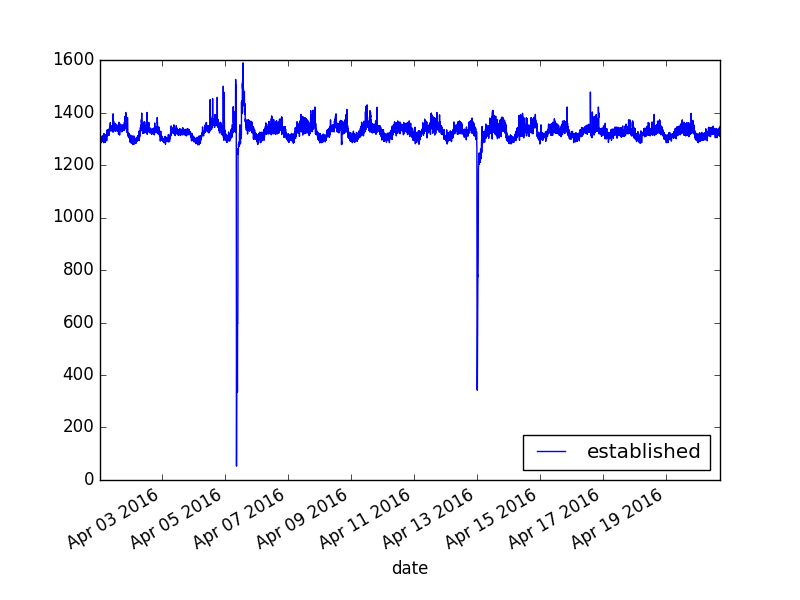 1600
1400
1200
1000
800
600
400
200
0
established
Apr 03 2016
Apr 05 2016
Apr 07 2016
Apr 09 2016
Apr 11 2016
Apr 13 2016
Apr 15 2016
Apr 17 2016
Apr 19 2016
date